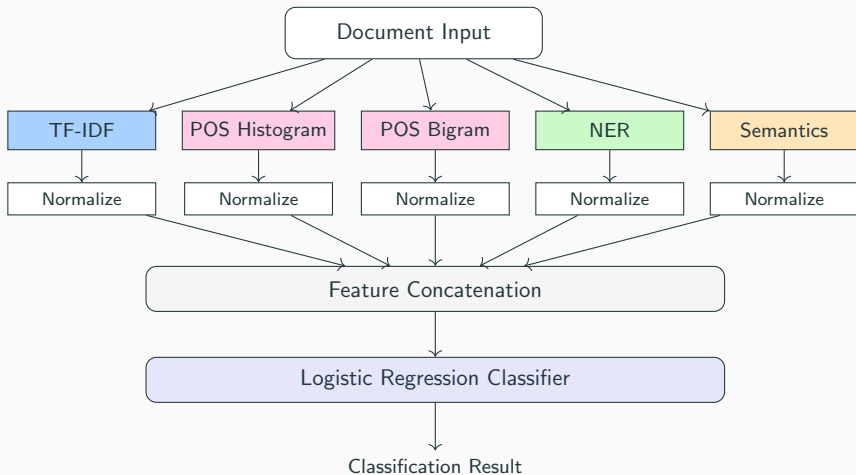 Document Input
TF-IDF
POS Histogram
POS Bigram
NER
Semantics
Normalize
Normalize
Normalize
Normalize
Normalize
Feature Concatenation
Logistic Regression Classifier
Classification Result